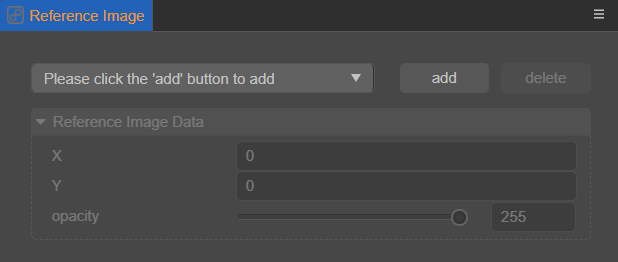 Reference Image
Please click the 'add' button to add
add
delete
Reference Image Data
X
0
Y
0
opacity
255